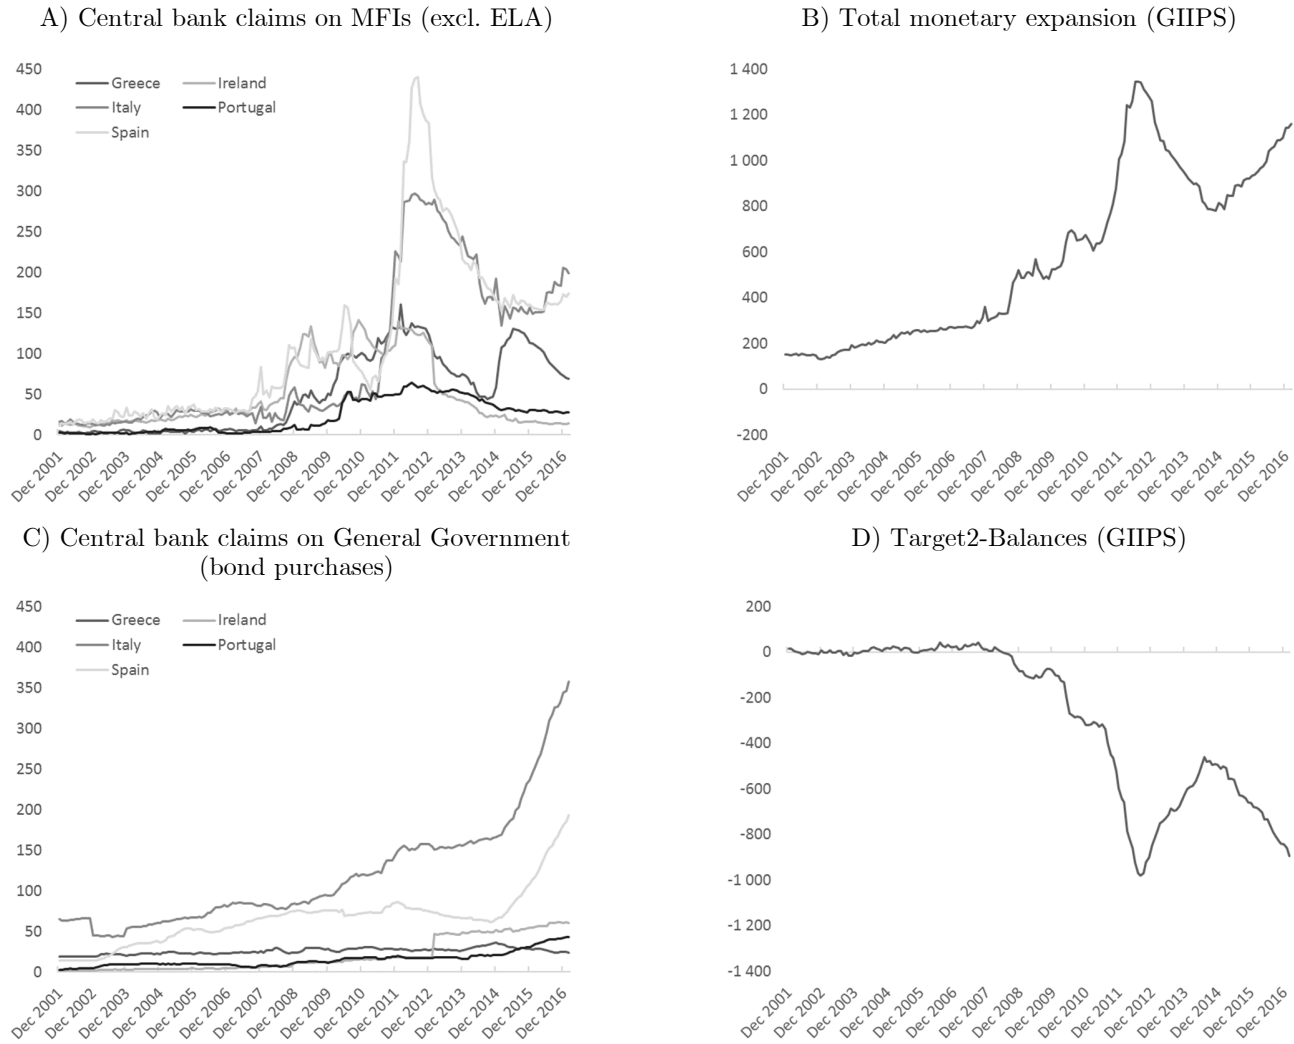 A) Central bank claims on MFIs (excl. ELA)
450
400
350
300
250
200
150
100
50
0
Greece
Ireland
Italy
Portugal
Spain
Dec 2001
Dec 2002
Dec 2003
Dec 2004
Dec 2005
Dec 2006
Dec 2007
Dec 2008
Dec 2009
Dec 2010
Dec 2011
Dec 2012
Dec 2013
Dec 2014
Dec 2015
Dec 2016
B) Total monetary expansion (GIIPS)
1 400
1 200
1 000
800
600
400
200
0
-200
Dec 2001
Dec 2002
Dec 2003
Dec 2004
Dec 2005
Dec 2006
Dec 2007
Dec 2008
Dec 2009
Dec 2010
Dec 2011
Dec 2012
Dec 2013
Dec 2014
Dec 2015
Dec 2016
C) Central bank claims on General Government
(bond purchases)
450
400
350
300
250
200
150
100
50
0
Greece
Ireland
Italy
Portugal
Spain
Dec 2001
Dec 2002
Dec 2003
Dec 2004
Dec 2005
Dec 2006
Dec 2007
Dec 2008
Dec 2009
Dec 2010
Dec 2011
Dec 2012
Dec 2013
Dec 2014
Dec 2015
Dec 2016
D) Target2-Balances (GIIPS)
200
0
-200
-400
-600
-800
-1 000
-1 200
-1 400
Dec 2001
Dec 2002
Dec 2003
Dec 2004
Dec 2005
Dec 2006
Dec 2007
Dec 2008
Dec 2009
Dec 2010
Dec 2011
Dec 2012
Dec 2013
Dec 2014
Dec 2015
Dec 2016